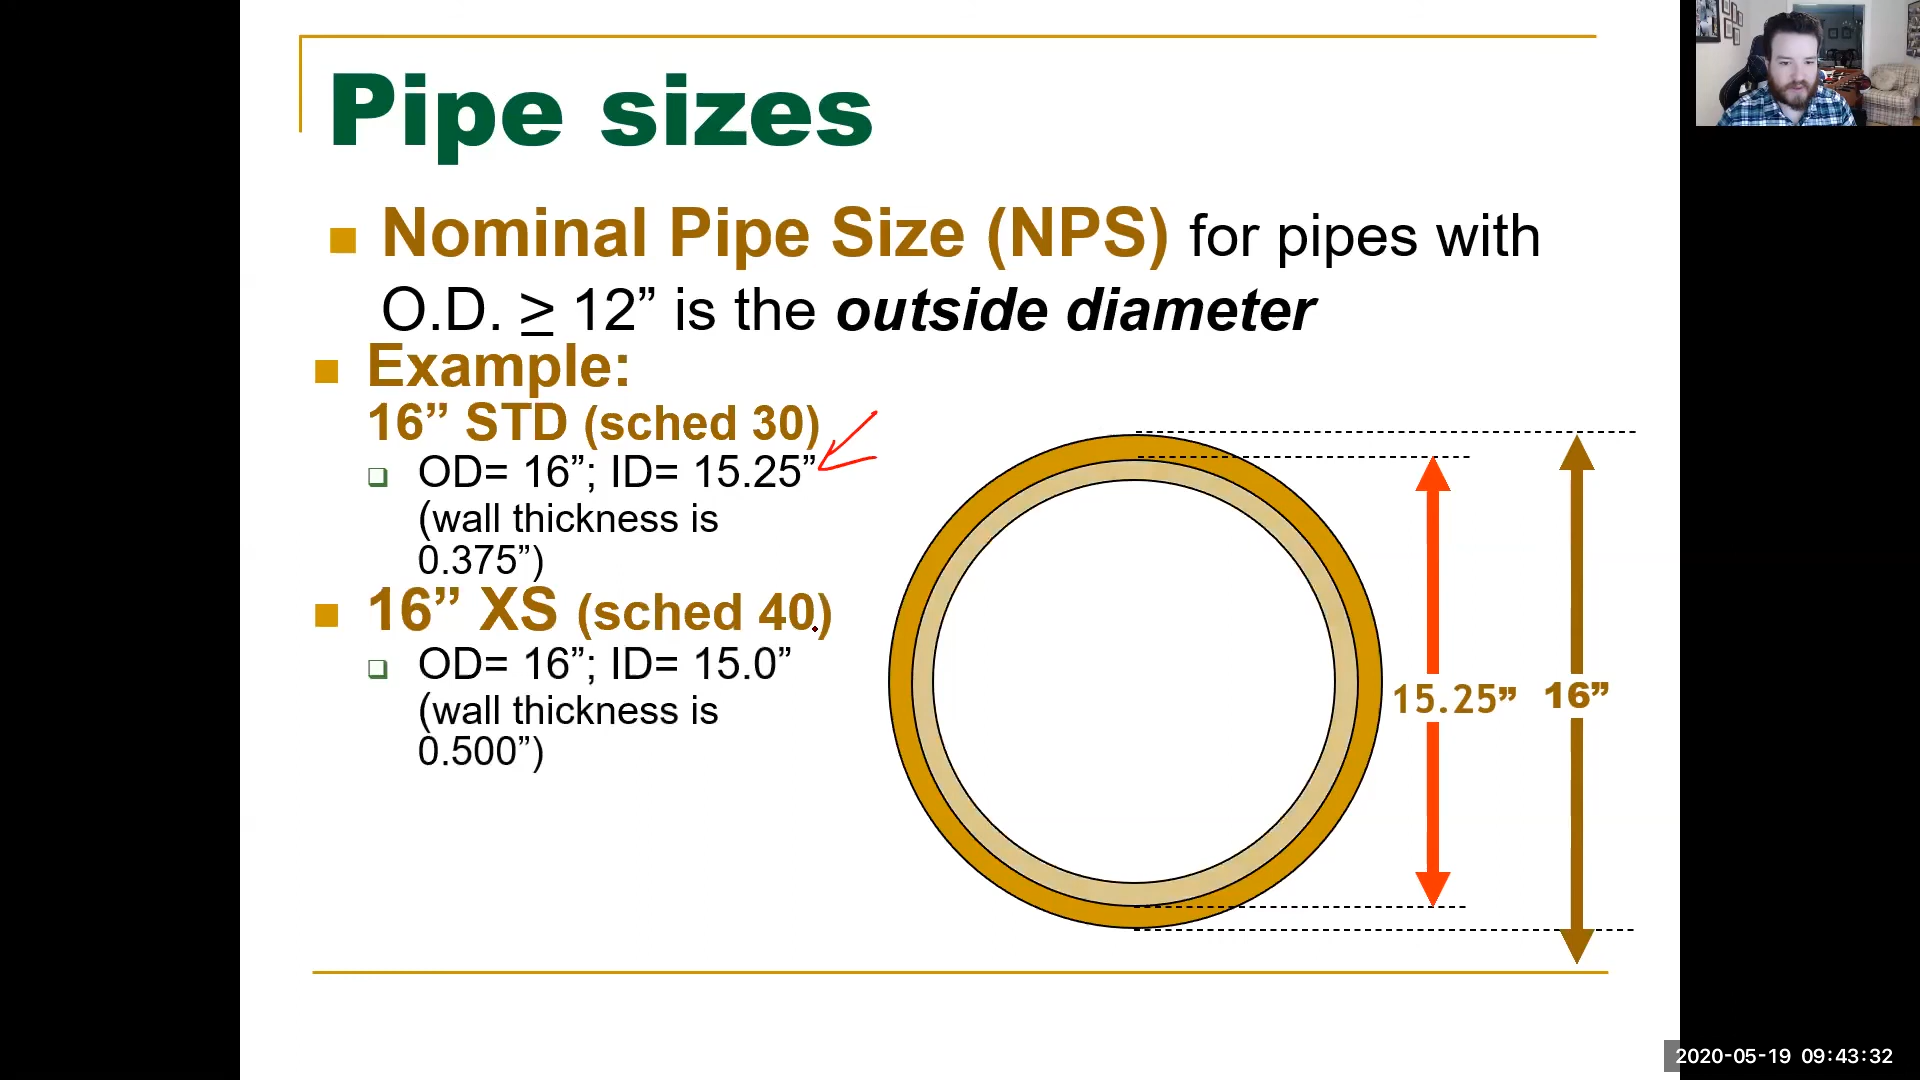 Pipe sizes
Nominal Pipe Size (NPS) for pipes with
O.D. ≥ 12” is the outside diameter
Example:
16” STD (sched 30)
OD= 16”; ID= 15.25”
(wall thickness is
0.375”)
16” XS (sched 40)
OD= 16”; ID= 15.0”
(wall thickness is
0.500”)
15.25”
16”
2020-05-19 09:43:32